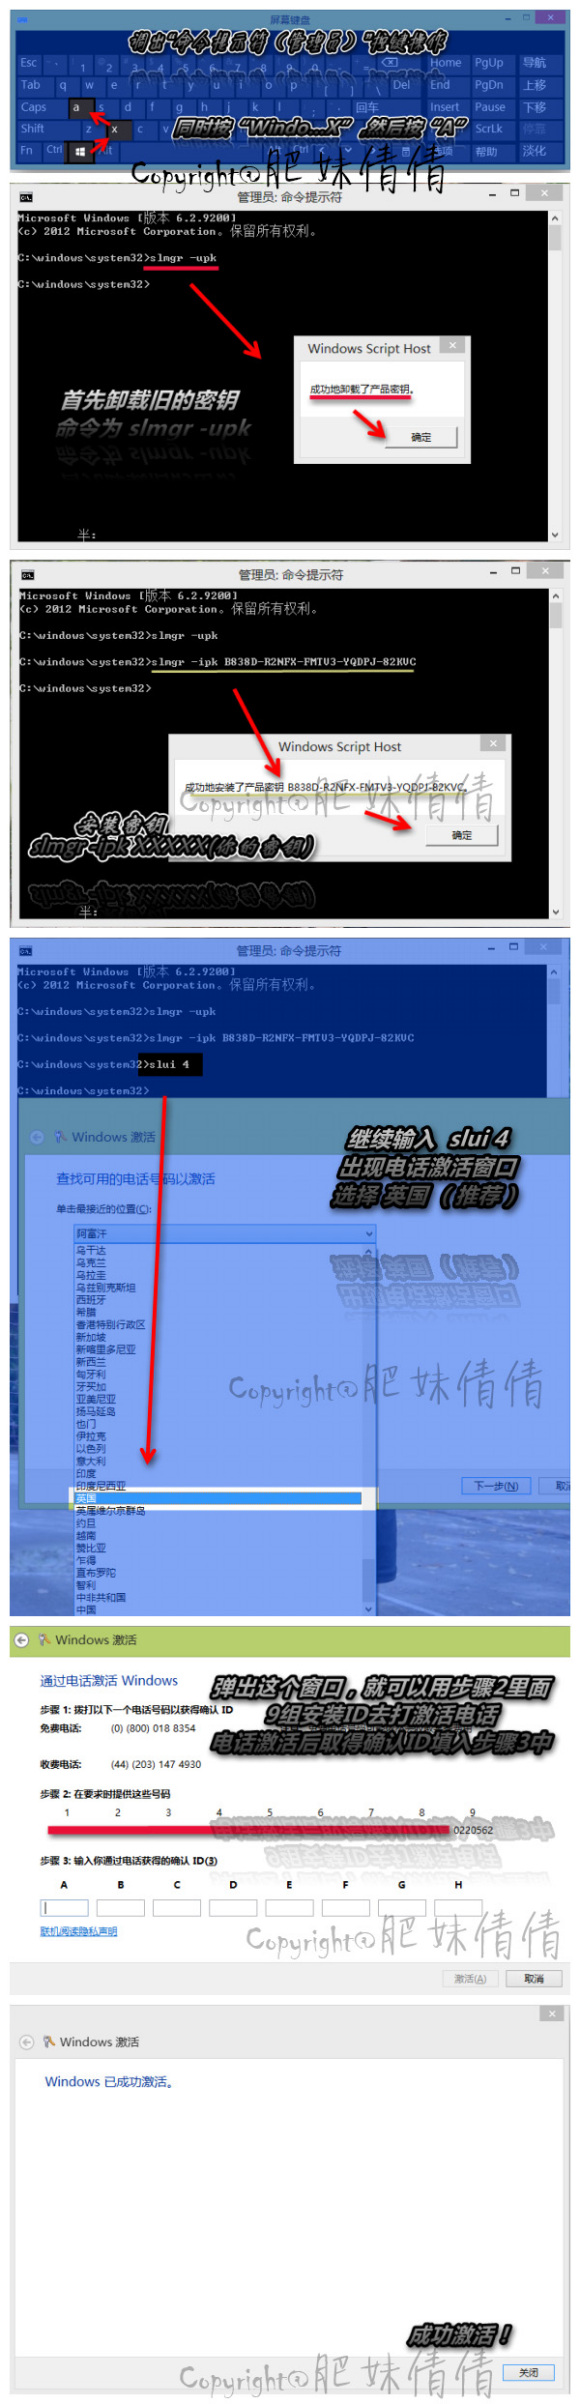 屏幕键盘
调出“命令提示符（管理员）”快捷操作
Esc Home PgUp 导航
Tab q w e r t y u i o p [ ] \ Del End PgDn 上移
Caps a s d f g h j k l ; ' 回车 Insert Pause 下移
Shift z x c v ScrLk 停靠
同时按 “Windo...X” 然后按 “A”
Fn Ctrl Alt 选项 帮助 淡化
Copyright@肥妹倩倩
管理员: 命令提示符
Microsoft Windows [版本 6.2.9200]
(c) 2012 Microsoft Corporation。保留所有权利。
C:\windows\system32>slmgr -upk
C:\windows\system32>
Windows Script Host
成功地卸载了产品密钥。
确定
首先卸载旧的密钥
命令为 slmgr -upk
半:
管理员: 命令提示符
Microsoft Windows [版本 6.2.9200]
(c) 2012 Microsoft Corporation。保留所有权利。
C:\windows\system32>slmgr -upk
C:\windows\system32>slmgr -ipk B838D-R2NFX-FMTV3-YQDPJ-82KVC
C:\windows\system32>
Windows Script Host
成功地安装了产品密钥 B838D-R2NFX-FMTV3-YQDPJ-82KVC。
Copyright@肥妹倩倩
确定
安装密钥
slmgr-ipk XXXXXX(你的密钥)
半:
管理员: 命令提示符
Microsoft Windows [版本 6.2.9200]
(c) 2012 Microsoft Corporation。保留所有权利。
C:\windows\system32>slmgr -upk
C:\windows\system32>slmgr -ipk B838D-R2NFX-FMTV3-YQDPJ-82KVC
C:\windows\system32>slui 4
C:\windows\system32>
Windows 激活
继续输入 slui 4
出现电话激活窗口
选择 英国（推荐）
查找可用的电话号码以激活
单击最接近的位置(C):
阿富汗
乌干达
乌克兰
乌拉圭
乌兹别克斯坦
西班牙
希腊
香港特别行政区
新加坡
新喀里多尼亚
新西兰
匈牙利
牙买加
亚美尼亚
扬马延岛
也门
伊拉克
以色列
意大利
印度
印度尼西亚
英国
英属维尔京群岛
约旦
越南
赞比亚
乍得
直布罗陀
智利
中非共和国
中国
Copyright@肥妹倩倩
下一步(N)
取消
Windows 激活
通过电话激活 Windows
弹出这个窗口，就可以用步骤2里面
9组安装ID去打激活电话
电话激活后取得确认ID填入步骤3中
步骤 1: 拨打以下一个电话号码以获得确认 ID
免费电话: (0) (800) 018 8354
收费电话: (44) (203) 147 4930
步骤 2: 在要求时提供这些号码
1 2 3 4 5 6 7 8 9
0220562
步骤 3: 输入你通过电话获得的确认 ID(3)
A B C D E F G H
联机阅读隐私声明
Copyright@肥妹倩倩
激活(A) 取消
Windows 激活
Windows 已成功激活。
成功激活！
关闭
Copyright@肥妹倩倩